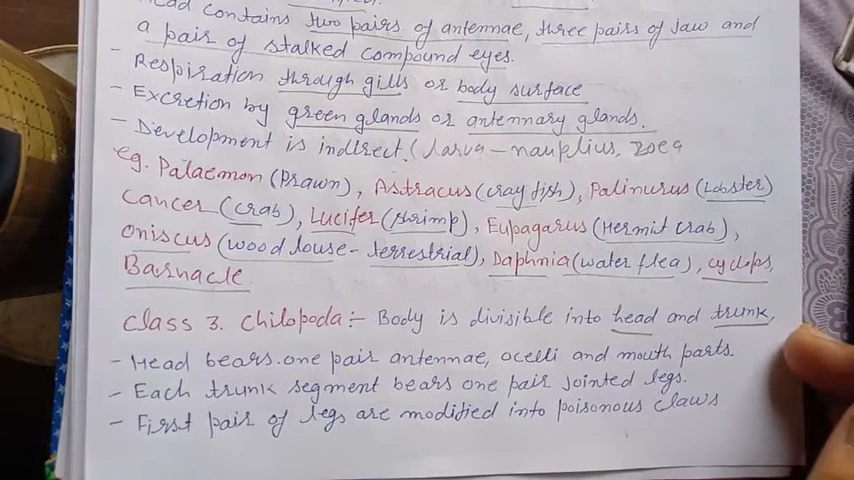 Head contains two pairs of antennae, three pairs of jaw and
a pair of stalked compound eyes.
- Respiration through gills or body surface
- Excretion by green glands or antennary glands.
- Development is indirect. (larva - nauplius, zoea
eg. Palaemon (Prawn), Astracus (cray fish), Palinurus (Lobster)
Cancer (crab), Lucifer (shrimp), Eupagarus (Hermit crab),
Oniscus (wood louse - terrestrial), Daphnia (water flea), cyclops,
Barnacle.
Class 3. Chilopoda :- Body is divisible into head and trunk,
- Head bears one pair antennae, ocelli and mouth parts.
- Each trunk segment bears one pair jointed legs.
- First pair of legs are modified into poisonous claws